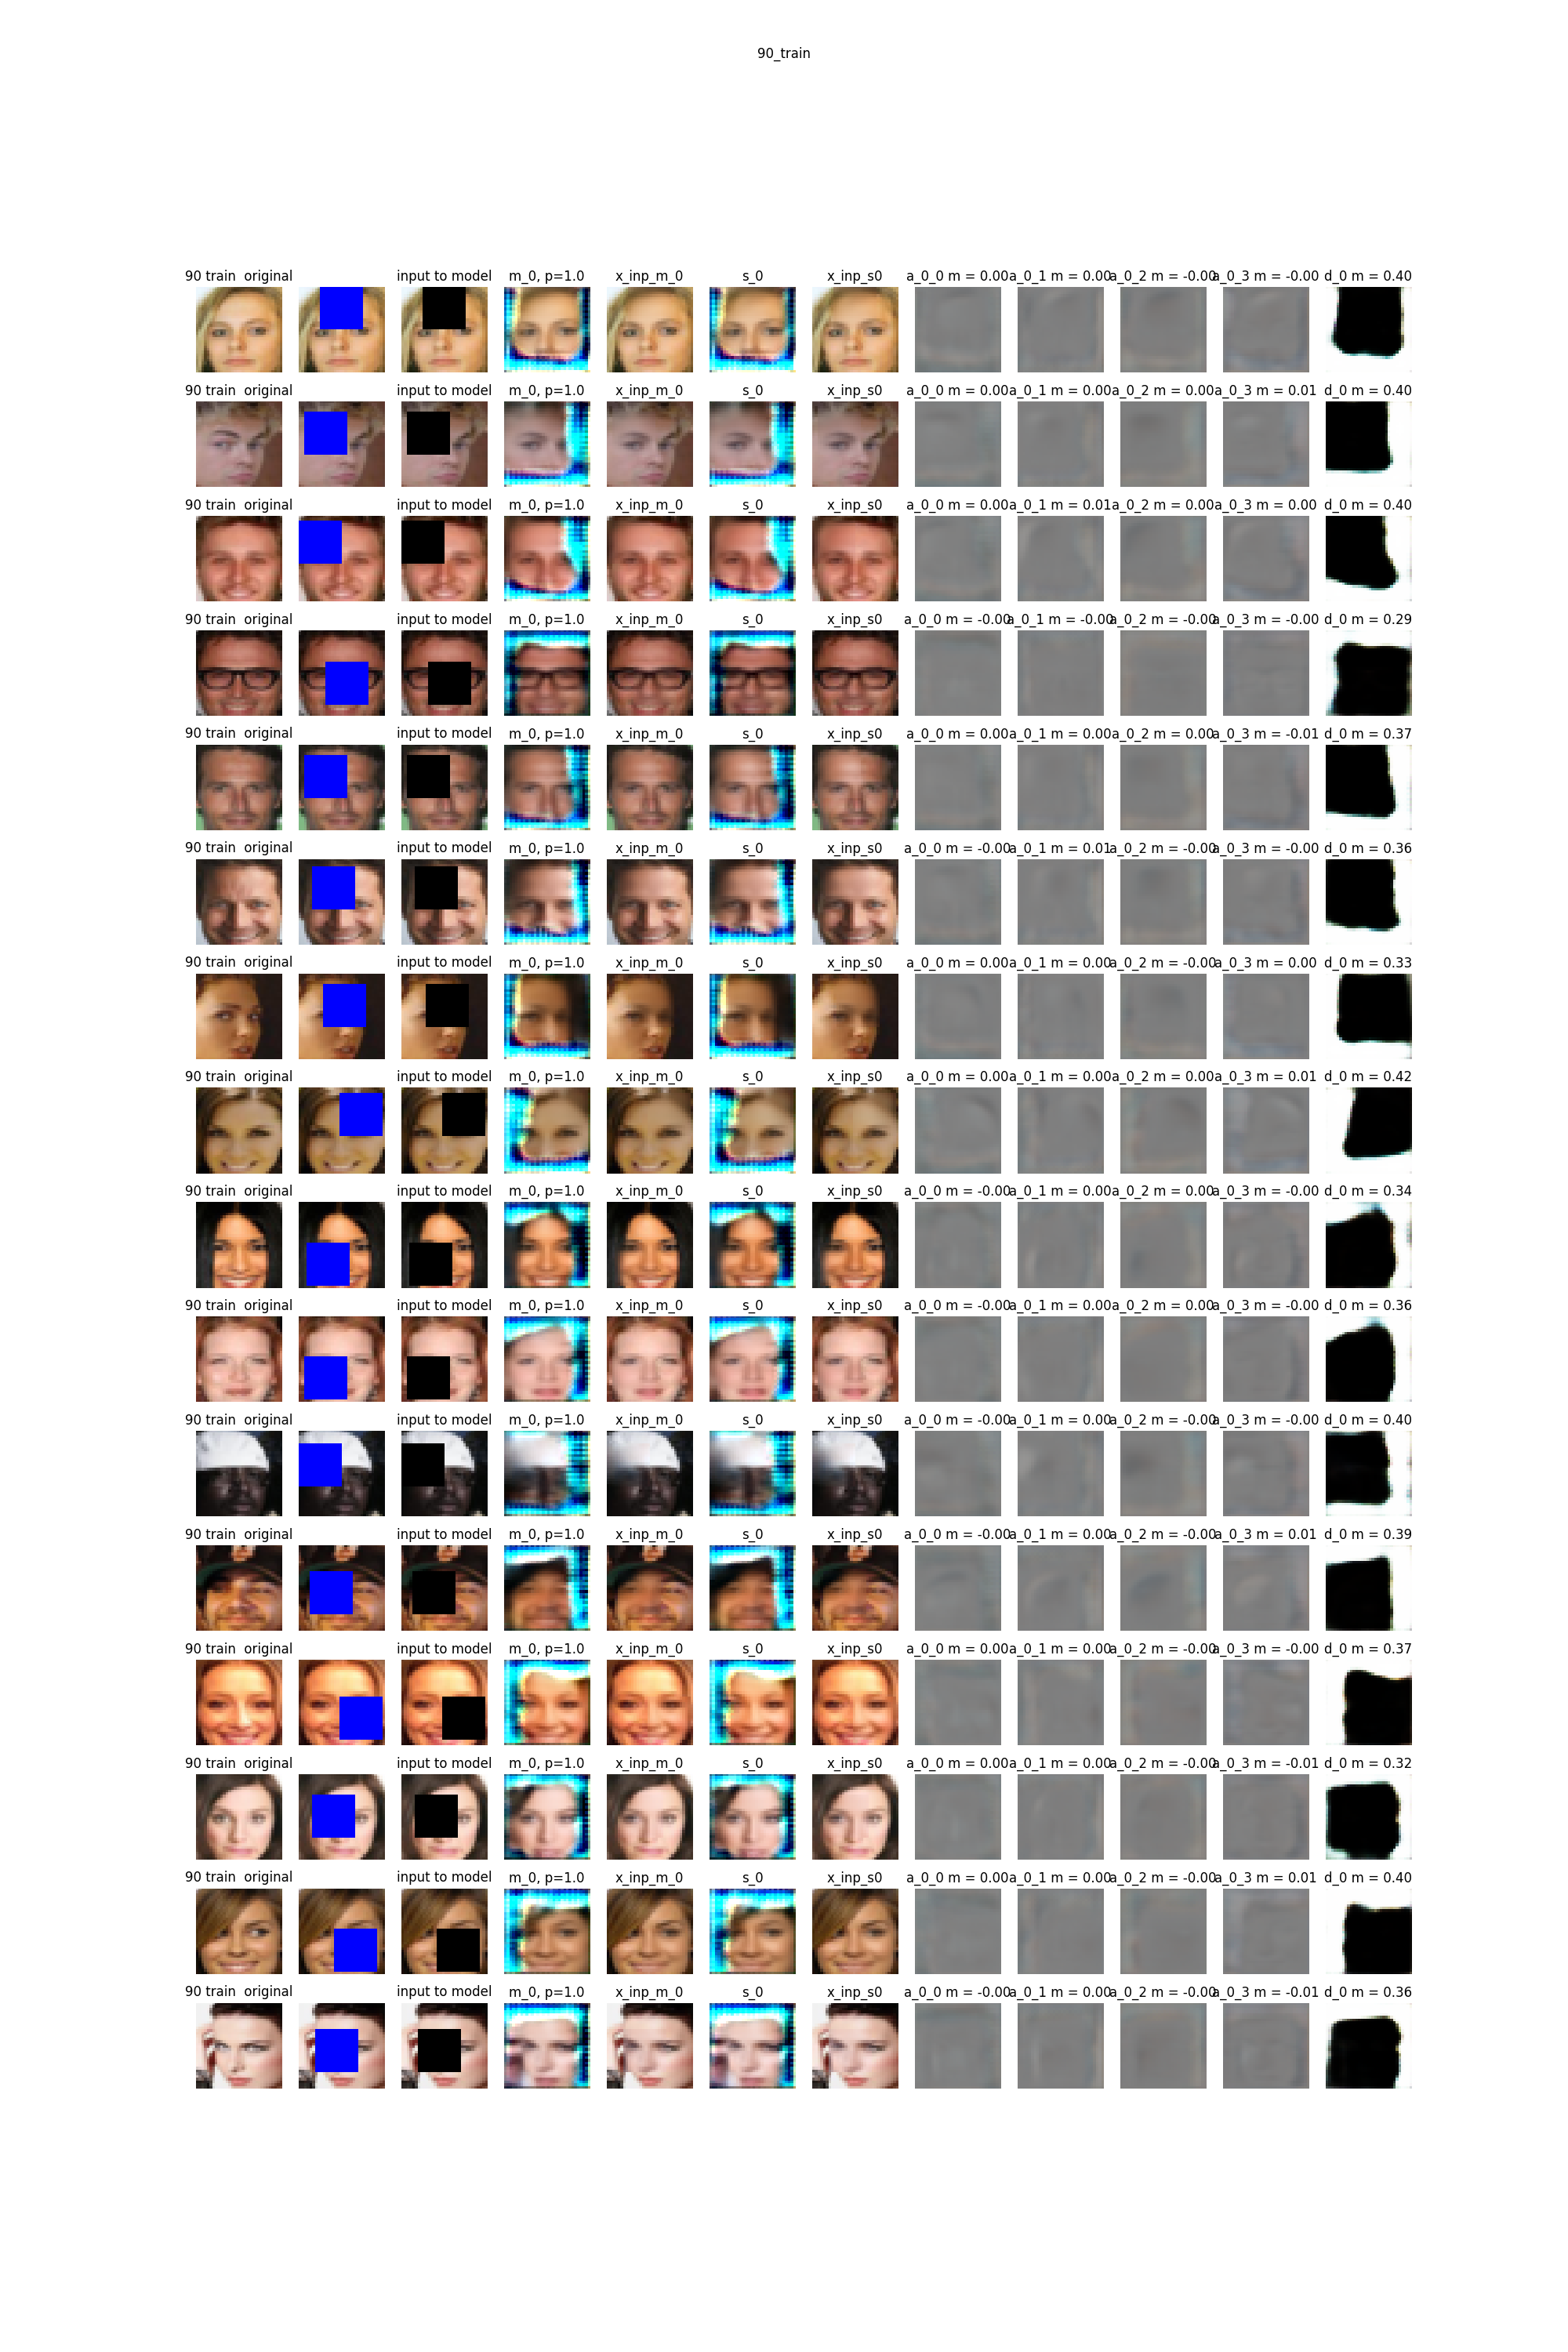 90_train
90 train original input to model m_0, p=1.0 x_inp_m_0 s_0 x_inp_s0 a_0_0 m = 0.00 a_0_1 m = 0.00 a_0_2 m = -0.00 a_0_3 m = -0.00 d_0 m = 0.40
90 train original input to model m_0, p=1.0 x_inp_m_0 s_0 x_inp_s0 a_0_0 m = 0.00 a_0_1 m = 0.00 a_0_2 m = 0.00 a_0_3 m = 0.01 d_0 m = 0.40
90 train original input to model m_0, p=1.0 x_inp_m_0 s_0 x_inp_s0 a_0_0 m = 0.00 a_0_1 m = 0.01 a_0_2 m = 0.00 a_0_3 m = 0.00 d_0 m = 0.40
90 train original input to model m_0, p=1.0 x_inp_m_0 s_0 x_inp_s0 a_0_0 m = -0.00 a_0_1 m = -0.00 a_0_2 m = -0.00 a_0_3 m = -0.00 d_0 m = 0.29
90 train original input to model m_0, p=1.0 x_inp_m_0 s_0 x_inp_s0 a_0_0 m = 0.00 a_0_1 m = 0.00 a_0_2 m = 0.00 a_0_3 m = -0.01 d_0 m = 0.37
90 train original input to model m_0, p=1.0 x_inp_m_0 s_0 x_inp_s0 a_0_0 m = -0.00 a_0_1 m = 0.01 a_0_2 m = -0.00 a_0_3 m = -0.00 d_0 m = 0.36
90 train original input to model m_0, p=1.0 x_inp_m_0 s_0 x_inp_s0 a_0_0 m = 0.00 a_0_1 m = 0.00 a_0_2 m = -0.00 a_0_3 m = 0.00 d_0 m = 0.33
90 train original input to model m_0, p=1.0 x_inp_m_0 s_0 x_inp_s0 a_0_0 m = 0.00 a_0_1 m = 0.00 a_0_2 m = 0.00 a_0_3 m = 0.01 d_0 m = 0.42
90 train original input to model m_0, p=1.0 x_inp_m_0 s_0 x_inp_s0 a_0_0 m = -0.00 a_0_1 m = 0.00 a_0_2 m = 0.00 a_0_3 m = -0.00 d_0 m = 0.34
90 train original input to model m_0, p=1.0 x_inp_m_0 s_0 x_inp_s0 a_0_0 m = -0.00 a_0_1 m = 0.00 a_0_2 m = 0.00 a_0_3 m = -0.00 d_0 m = 0.36
90 train original input to model m_0, p=1.0 x_inp_m_0 s_0 x_inp_s0 a_0_0 m = -0.00 a_0_1 m = 0.00 a_0_2 m = -0.00 a_0_3 m = -0.00 d_0 m = 0.40
90 train original input to model m_0, p=1.0 x_inp_m_0 s_0 x_inp_s0 a_0_0 m = -0.00 a_0_1 m = 0.00 a_0_2 m = -0.00 a_0_3 m = 0.01 d_0 m = 0.39
90 train original input to model m_0, p=1.0 x_inp_m_0 s_0 x_inp_s0 a_0_0 m = 0.00 a_0_1 m = 0.00 a_0_2 m = -0.00 a_0_3 m = -0.00 d_0 m = 0.37
90 train original input to model m_0, p=1.0 x_inp_m_0 s_0 x_inp_s0 a_0_0 m = 0.00 a_0_1 m = 0.00 a_0_2 m = -0.00 a_0_3 m = -0.01 d_0 m = 0.32
90 train original input to model m_0, p=1.0 x_inp_m_0 s_0 x_inp_s0 a_0_0 m = 0.00 a_0_1 m = 0.00 a_0_2 m = -0.00 a_0_3 m = 0.01 d_0 m = 0.40
90 train original input to model m_0, p=1.0 x_inp_m_0 s_0 x_inp_s0 a_0_0 m = -0.00 a_0_1 m = 0.00 a_0_2 m = -0.00 a_0_3 m = -0.01 d_0 m = 0.36